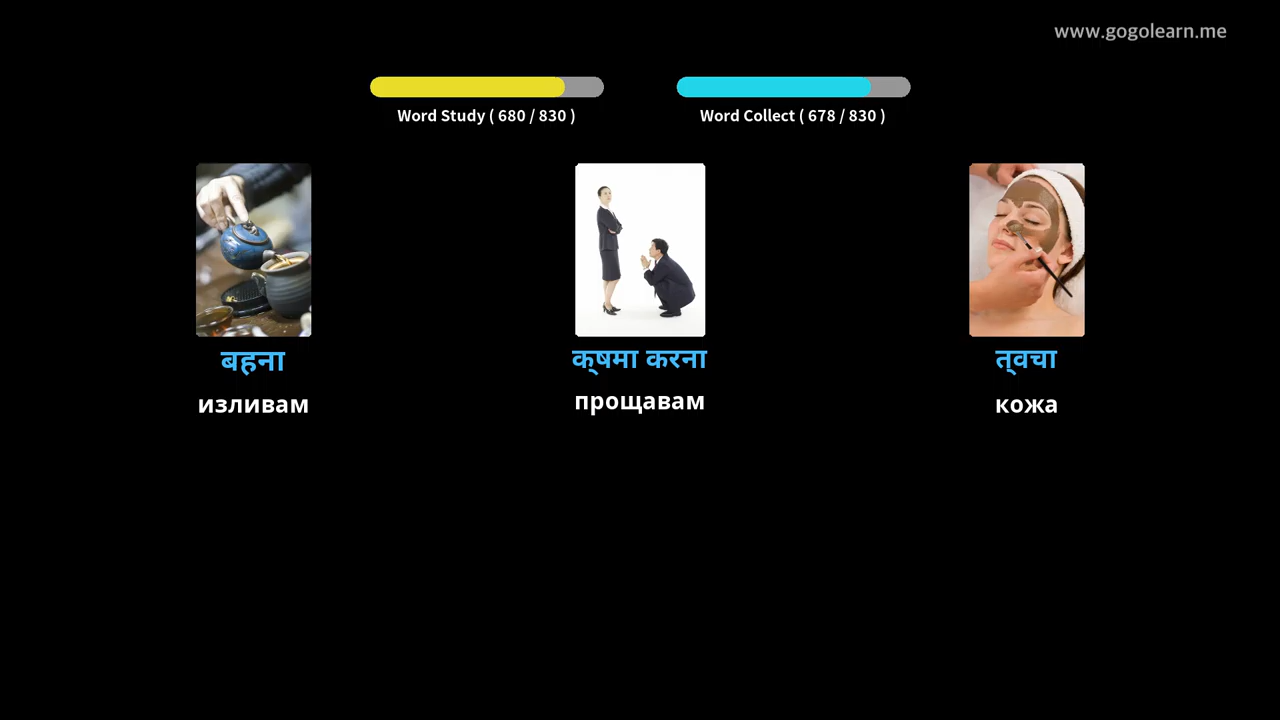 www.gogolearn.me
Word Study ( 680 / 830 )
Word Collect ( 678 / 830 )
बहना
क्षमा करना
त्वचा
изливам
прощавам
кожа